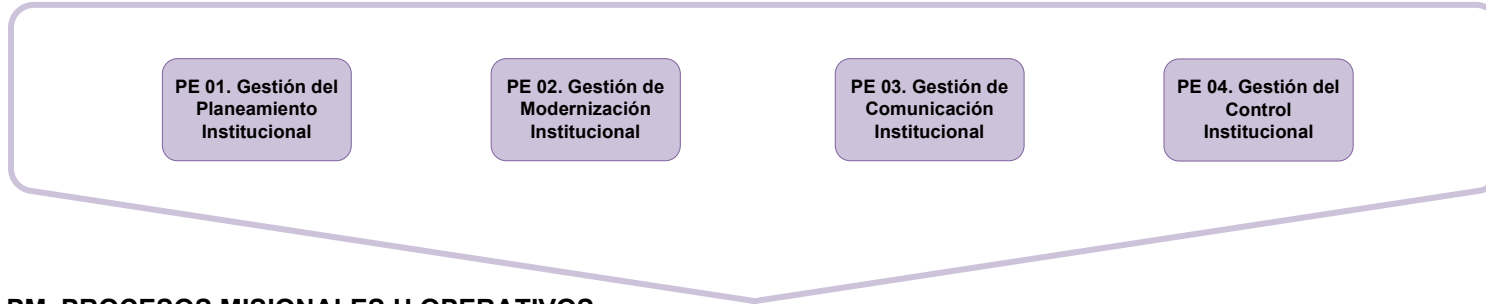 PE 01. Gestión del
Planeamiento
Institucional
PE 02. Gestión de
Modernización
Institucional
PE 03. Gestión de
Comunicación
Institucional
PE 04. Gestión del
Control
Institucional
PM. PROCESOS MISIONALES U OPERATIVOS